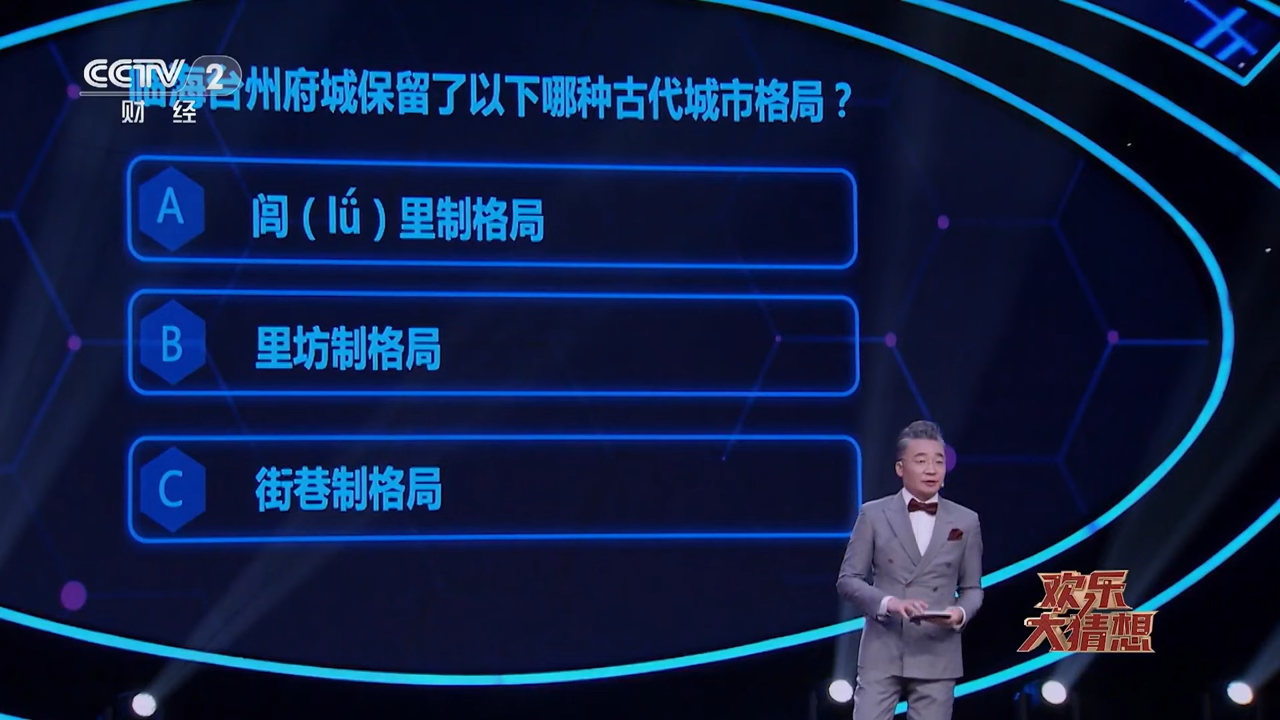 CCTV 2
财经
临海台州府城保留了以下哪种古代城市格局？
A 闾（lǘ）里制格局
B 里坊制格局
C 街巷制格局
欢乐
大猜想